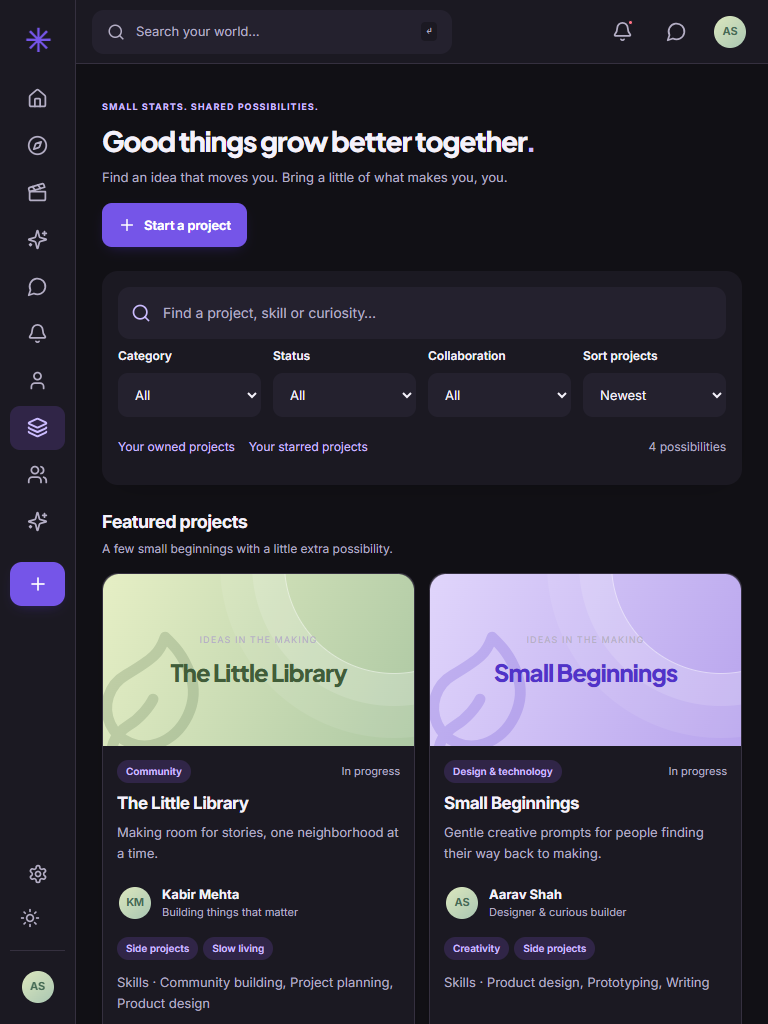 Search your world...
AS
SMALL STARTS. SHARED POSSIBILITIES.
Good things grow better together.
Find an idea that moves you. Bring a little of what makes you, you.
Start a project
Find a project, skill or curiosity...
Category Status Collaboration Sort projects
All All All Newest
Your owned projects Your starred projects 4 possibilities
Featured projects
A few small beginnings with a little extra possibility.
IDEAS IN THE MAKING
The Little Library
Community In progress
The Little Library
Making room for stories, one neighborhood at
a time.
KM Kabir Mehta
Building things that matter
Side projects Slow living
Skills · Community building, Project planning,
Product design
IDEAS IN THE MAKING
Small Beginnings
Design & technology In progress
Small Beginnings
Gentle creative prompts for people finding
their way back to making.
AS Aarav Shah
Designer & curious builder
Creativity Side projects
Skills · Product design, Prototyping, Writing
AS